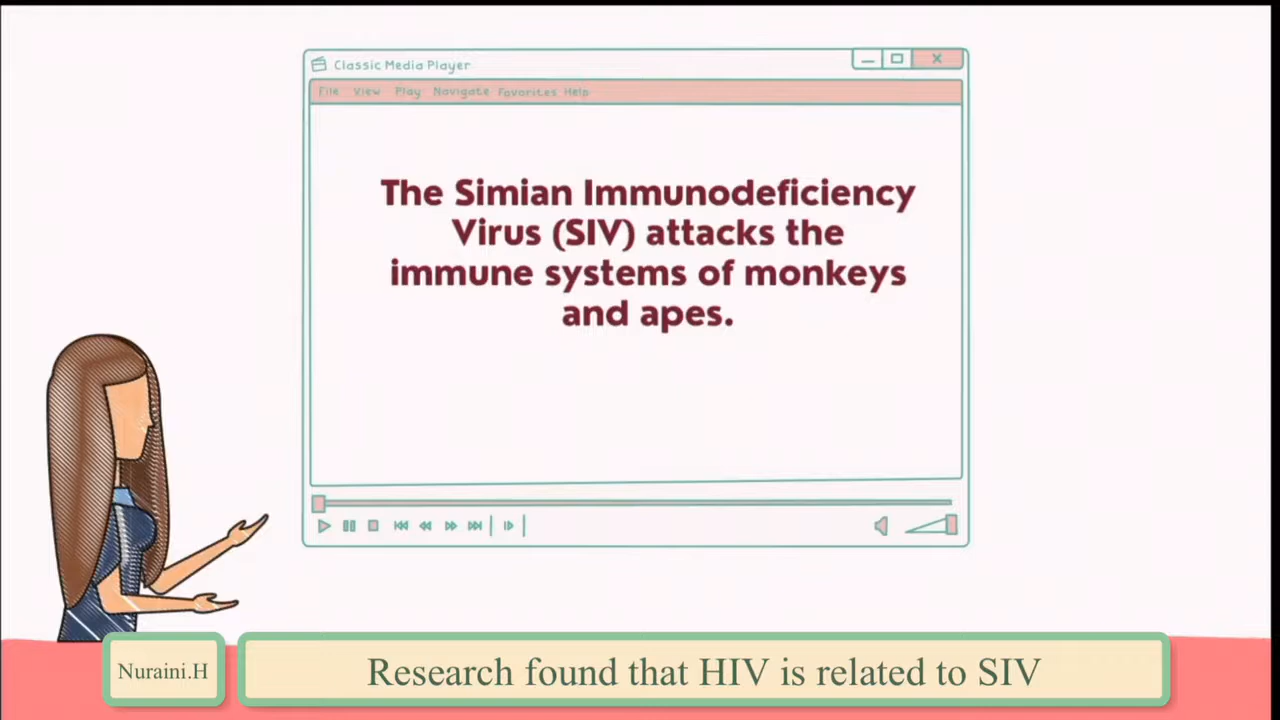 Classic Media Player
File View Play Navigate Favorites Help
The Simian Immunodeficiency
Virus (SIV) attacks the
immune systems of monkeys
and apes.
Nuraini.H
Research found that HIV is related to SIV